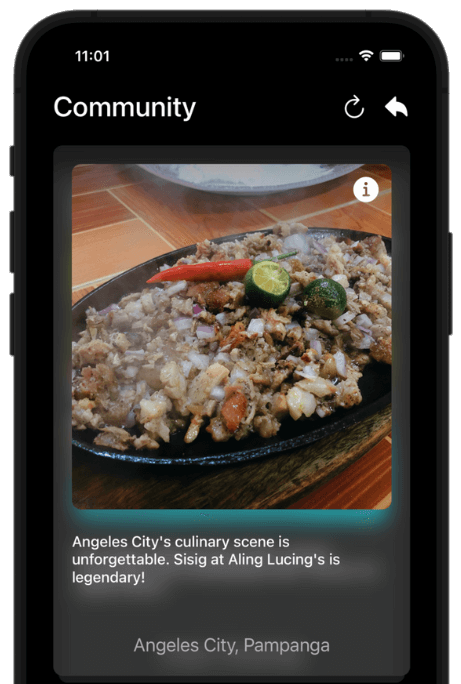 11:01
Community
i
Angeles City's culinary scene is
unforgettable. Sisig at Aling Lucing's is
legendary!
Angeles City, Pampanga